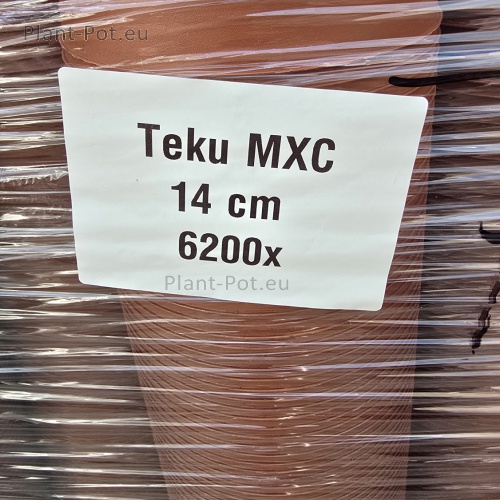 Plant-Pot.eu
Teku MXC
14 cm
6200x
Plant-Pot.eu